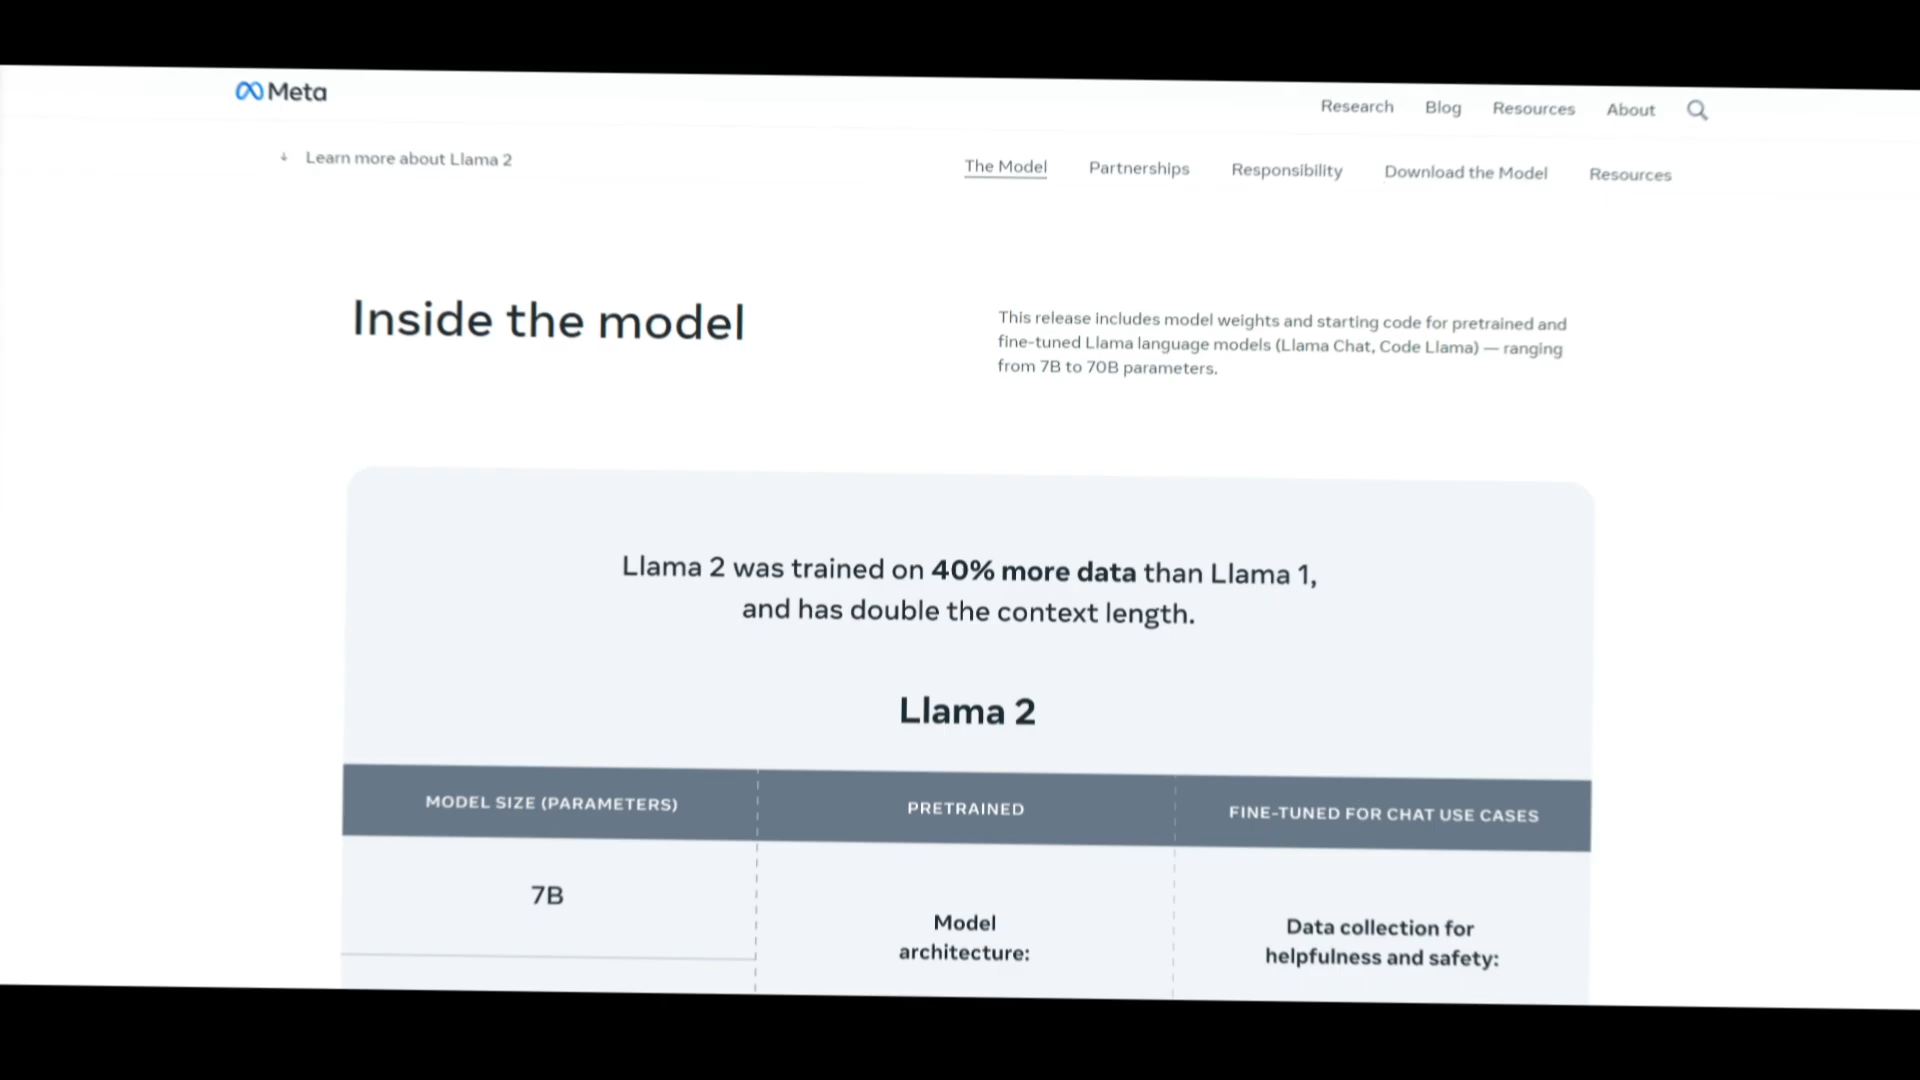 Meta
Research Blog Resources About
Learn more about Llama 2
The Model Partnerships Responsibility Download the Model Resources
Inside the model
This release includes model weights and starting code for pretrained and
fine-tuned Llama language models (Llama Chat, Code Llama) — ranging
from 7B to 70B parameters.
Llama 2 was trained on 40% more data than Llama 1,
and has double the context length.
Llama 2
MODEL SIZE (PARAMETERS) PRETRAINED FINE-TUNED FOR CHAT USE CASES
7B
Model
architecture:
Data collection for
helpfulness and safety: